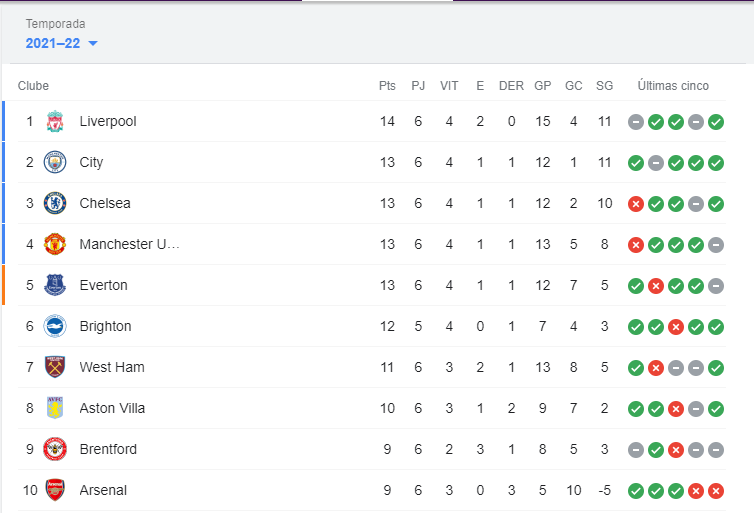 Temporada
2021–22
Clube Pts PJ VIT E DER GP GC SG Últimas cinco
1 Liverpool 14 6 4 2 0 15 4 11
2 City 13 6 4 1 1 12 1 11
3 Chelsea 13 6 4 1 1 12 2 10
4 Manchester U... 13 6 4 1 1 13 5 8
5 Everton 13 6 4 1 1 12 7 5
6 Brighton 12 5 4 0 1 7 4 3
7 West Ham 11 6 3 2 1 13 8 5
8 Aston Villa 10 6 3 1 2 9 7 2
9 Brentford 9 6 2 3 1 8 5 3
10 Arsenal 9 6 3 0 3 5 10 -5